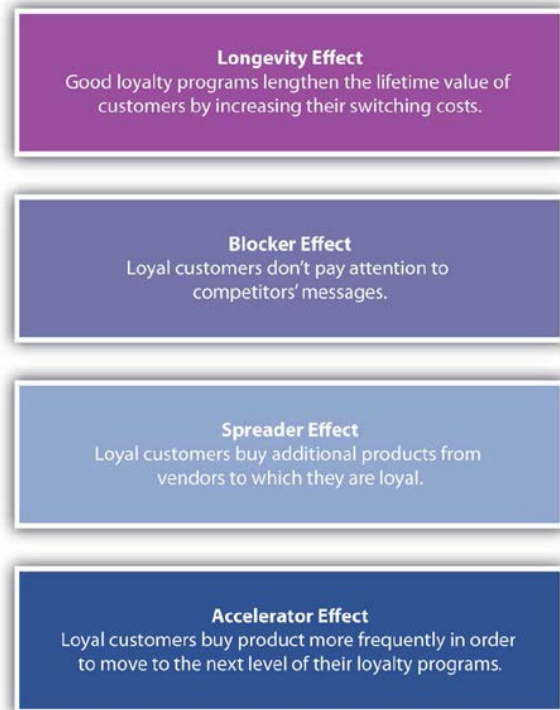 Longevity Effect
Good loyalty programs lengthen the lifetime value of
customers by increasing their switching costs.
Blocker Effect
Loyal customers don’t pay attention to
competitors’ messages.
Spreader Effect
Loyal customers buy additional products from
vendors to which they are loyal.
Accelerator Effect
Loyal customers buy product more frequently in order
to move to the next level of their loyalty programs.